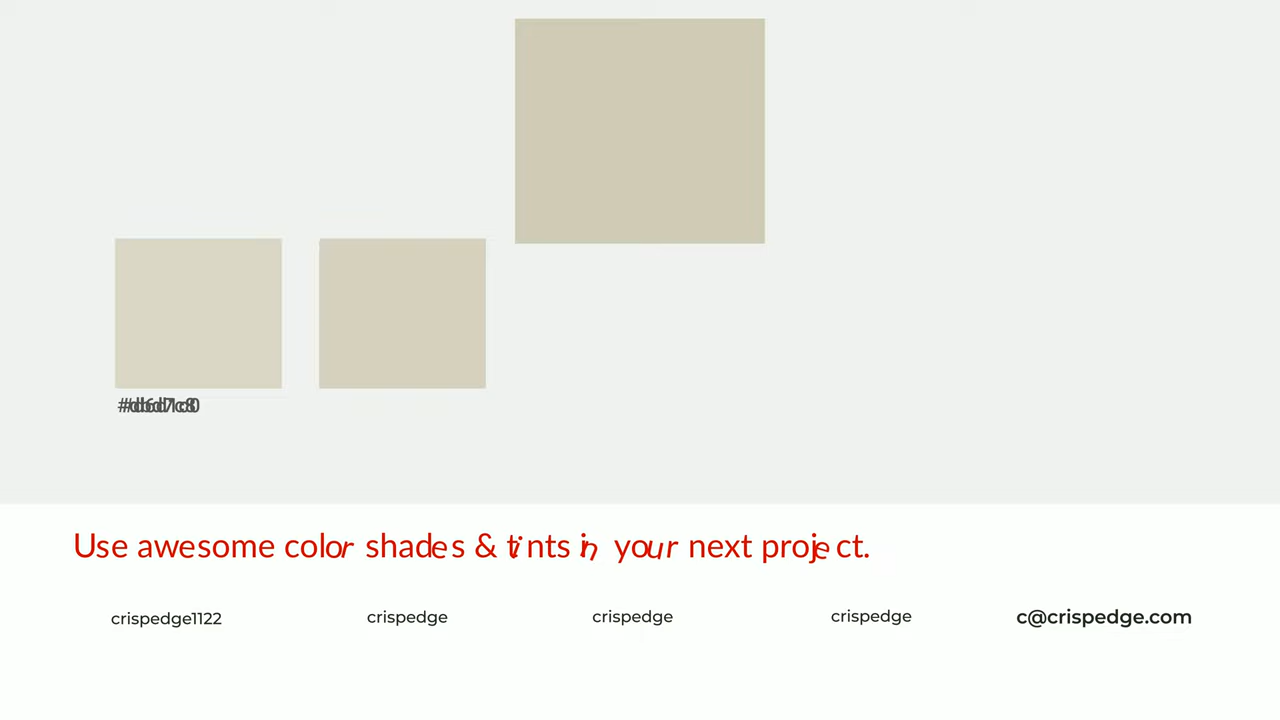 Use awesome color shades & tints in your next project.
crispedge1122 crispedge crispedge crispedge c@crispedge.com